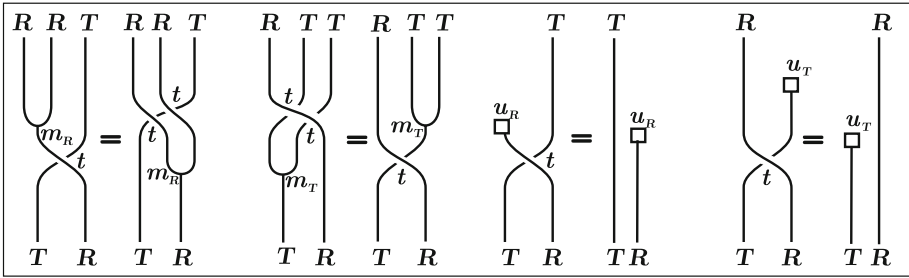 R R T R R T R T T R T T T T R R
t t u_T
u_R
m_R = t t = m_T u_R = t = u_T
t m_R m_T t t
T R T R T R T R T R T R T R T R